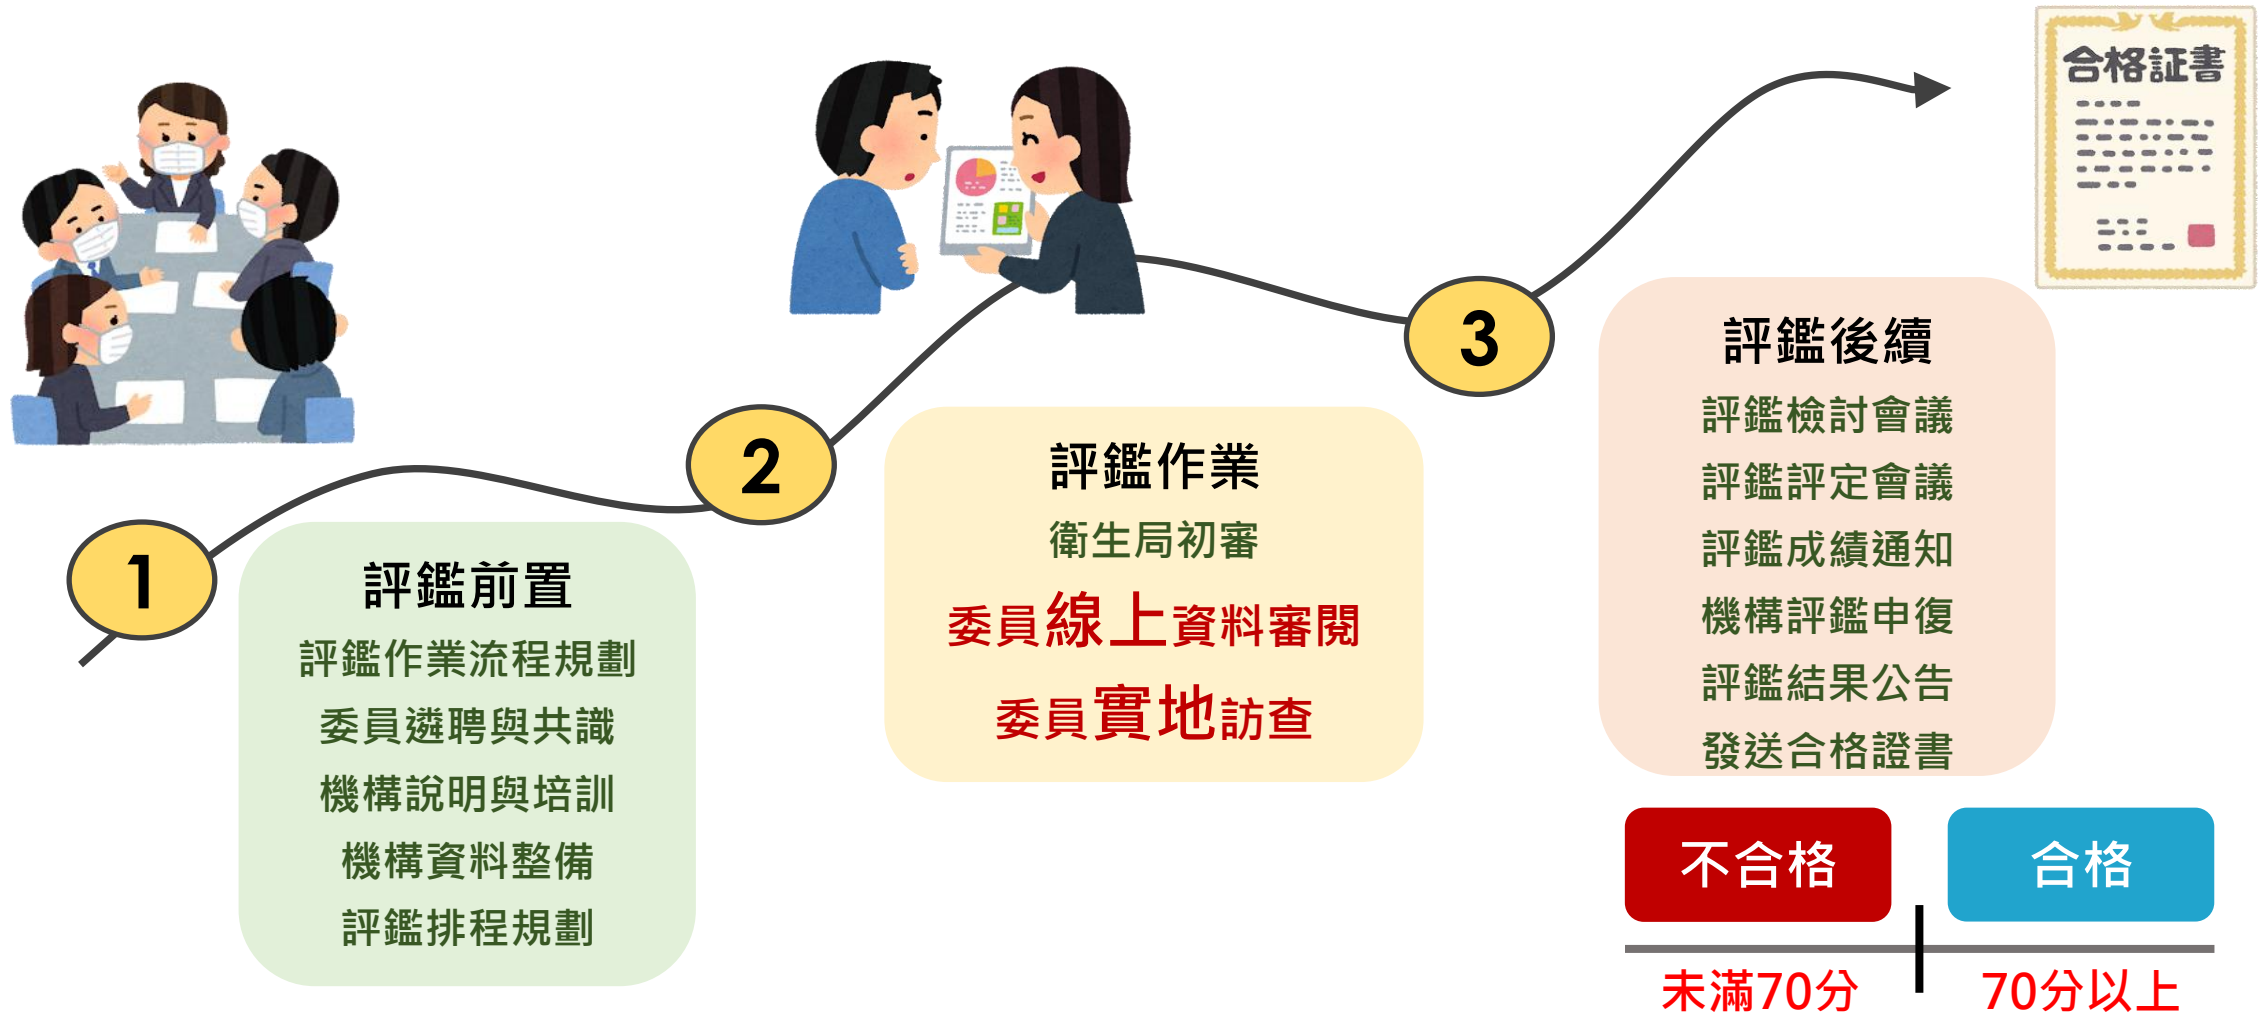 合格証書
1
評鑑前置
評鑑作業流程規劃
委員遴聘與共識
機構說明與培訓
機構資料整備
評鑑排程規劃
2
評鑑作業
衛生局初審
委員線上資料審閱
委員實地訪查
3
評鑑後續
評鑑檢討會議
評鑑評定會議
評鑑成績通知
機構評鑑申復
評鑑結果公告
發送合格證書
不合格
合格
未滿70分
70分以上